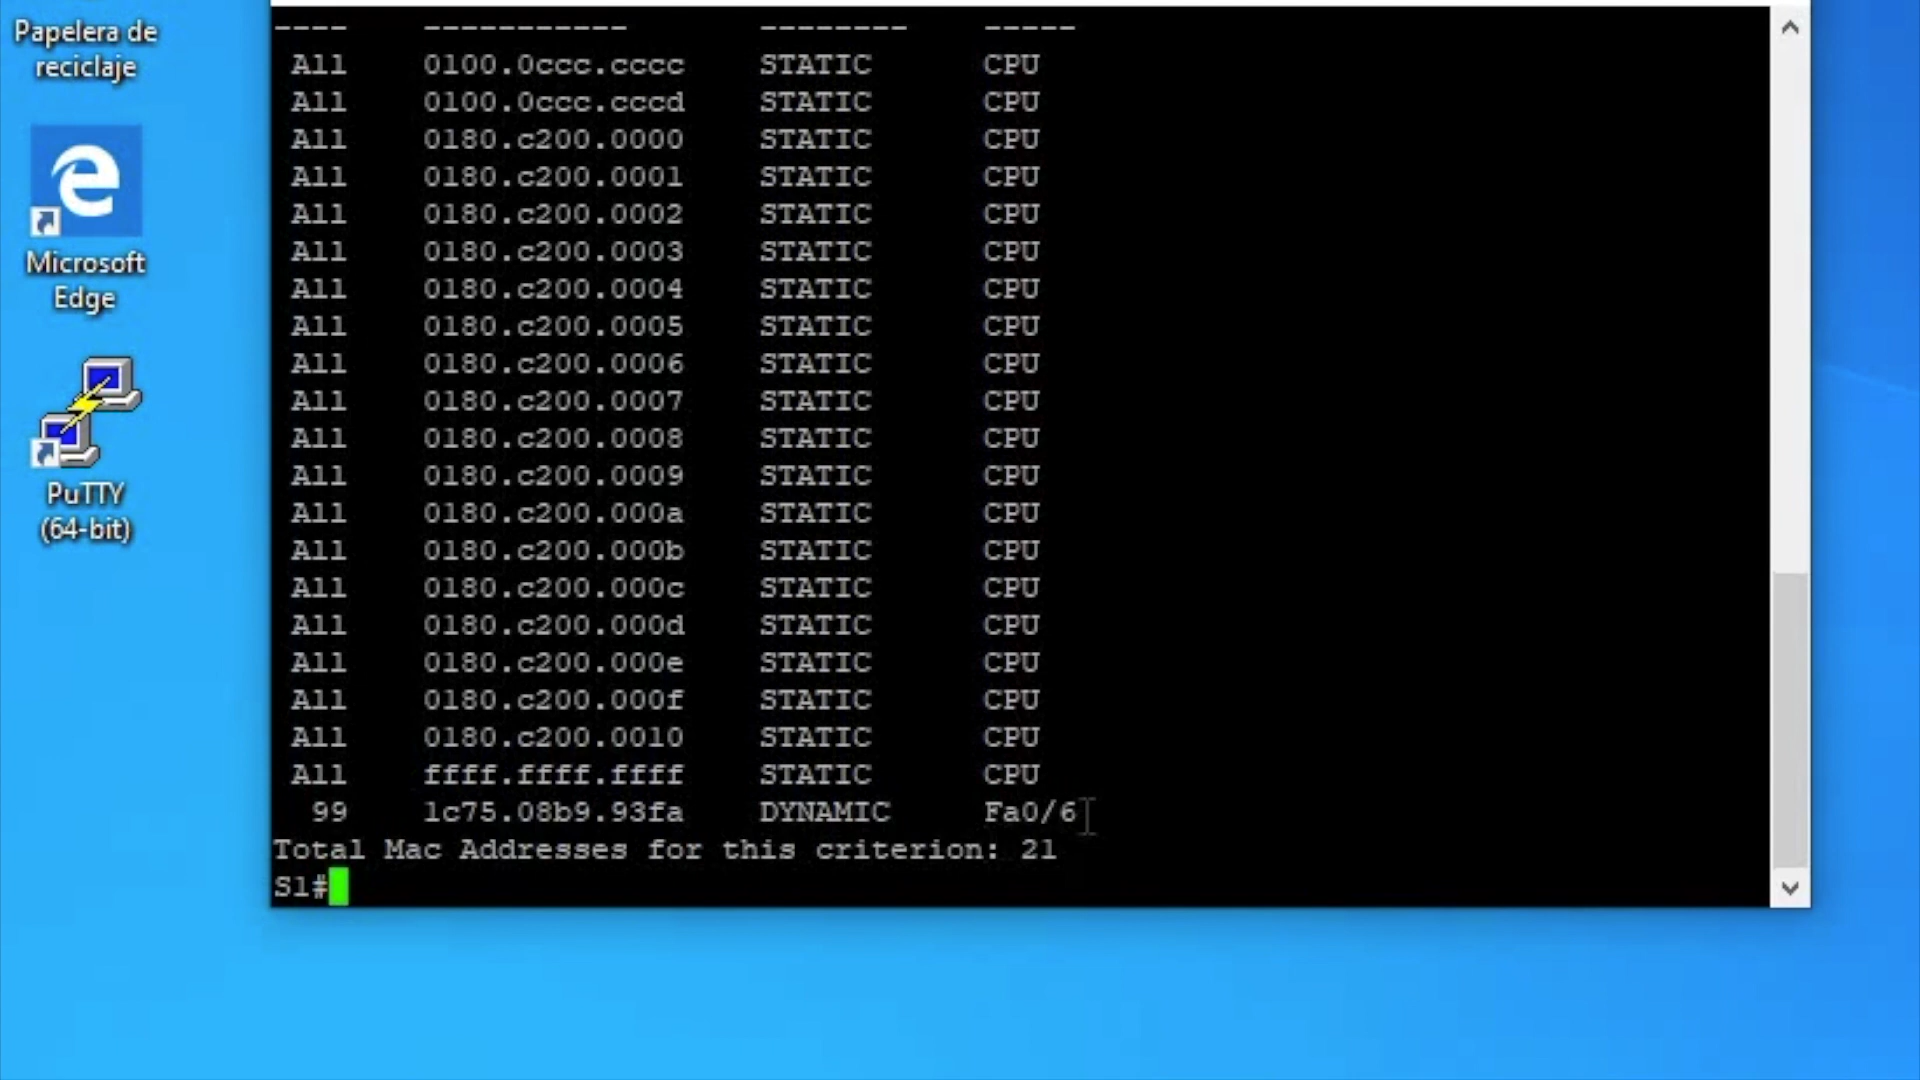 Papelera de
reciclaje
Microsoft
Edge
PuTTY
(64-bit)
---- ----------- -------- -----
All 0100.0ccc.cccc STATIC CPU
All 0100.0ccc.cccd STATIC CPU
All 0180.c200.0000 STATIC CPU
All 0180.c200.0001 STATIC CPU
All 0180.c200.0002 STATIC CPU
All 0180.c200.0003 STATIC CPU
All 0180.c200.0004 STATIC CPU
All 0180.c200.0005 STATIC CPU
All 0180.c200.0006 STATIC CPU
All 0180.c200.0007 STATIC CPU
All 0180.c200.0008 STATIC CPU
All 0180.c200.0009 STATIC CPU
All 0180.c200.000a STATIC CPU
All 0180.c200.000b STATIC CPU
All 0180.c200.000c STATIC CPU
All 0180.c200.000d STATIC CPU
All 0180.c200.000e STATIC CPU
All 0180.c200.000f STATIC CPU
All 0180.c200.0010 STATIC CPU
All ffff.ffff.ffff STATIC CPU
99 1c75.08b9.93fa DYNAMIC Fa0/6
Total Mac Addresses for this criterion: 21
S1#